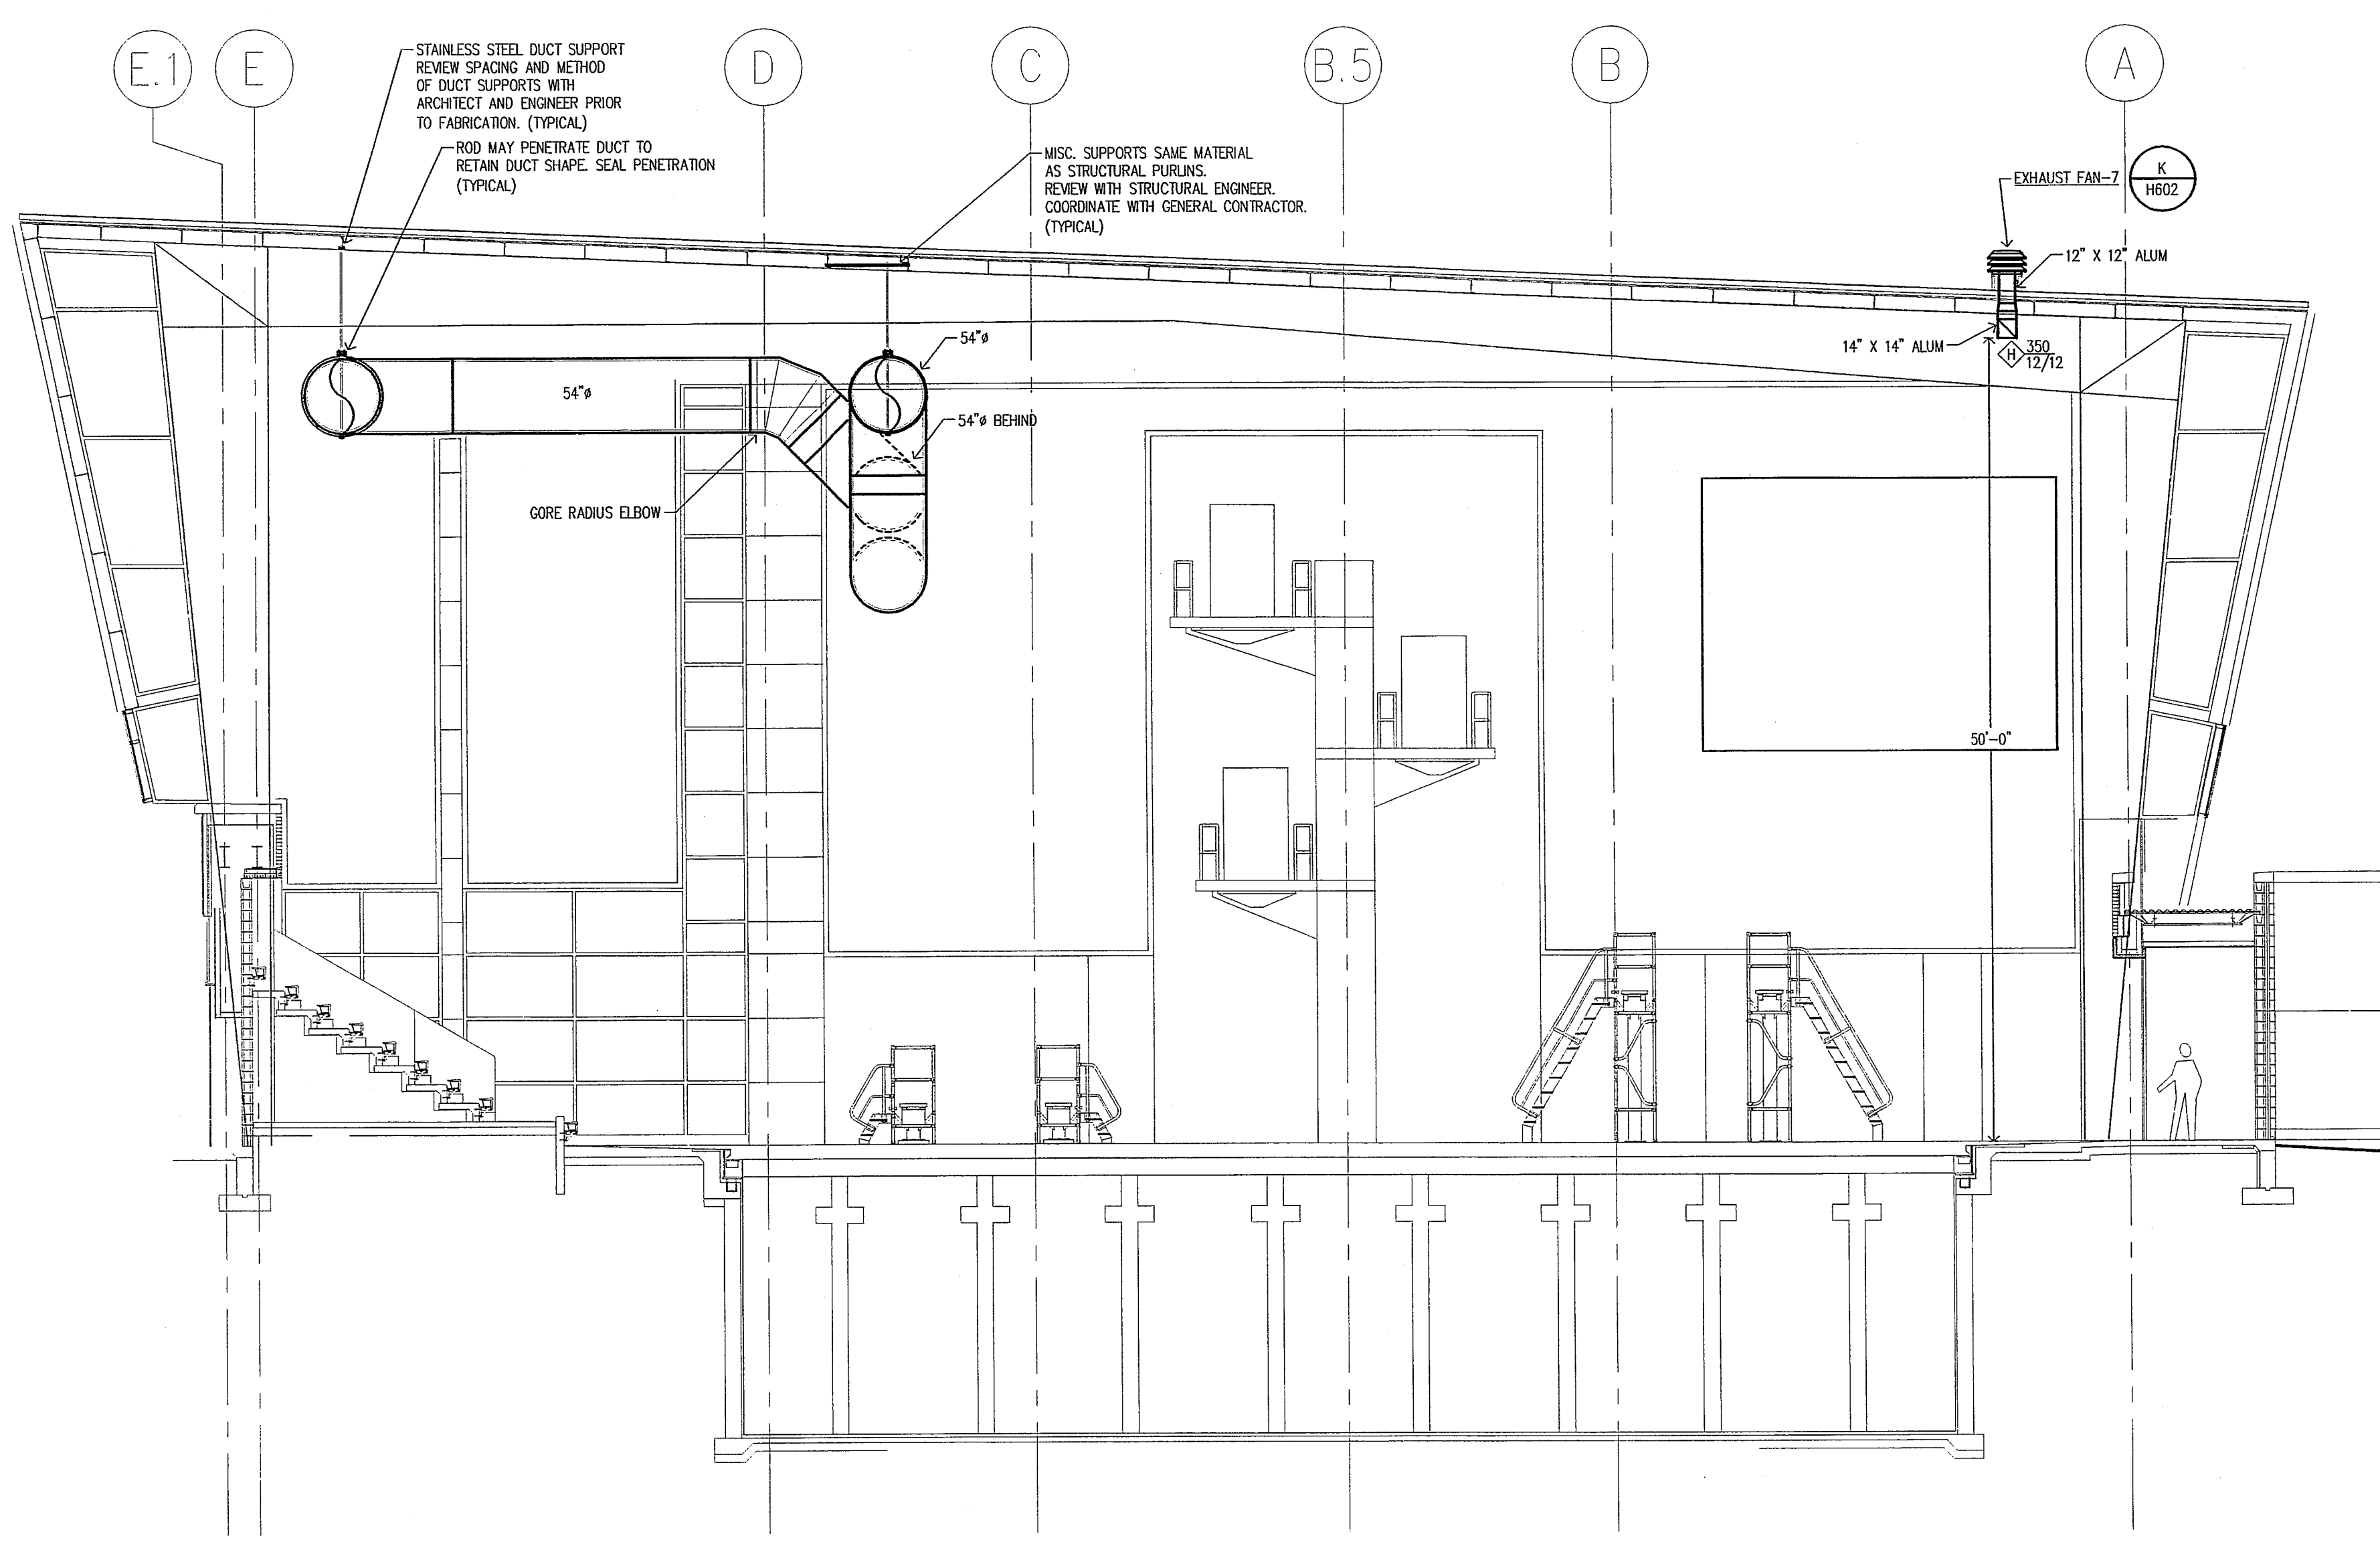 E.1
E
D
C
B.5
B
A
STAINLESS STEEL DUCT SUPPORT
REVIEW SPACING AND METHOD
OF DUCT SUPPORTS WITH
ARCHITECT AND ENGINEER PRIOR
TO FABRICATION. (TYPICAL)
ROD MAY PENETRATE DUCT TO
RETAIN DUCT SHAPE. SEAL PENETRATION
(TYPICAL)
MISC. SUPPORTS SAME MATERIAL
AS STRUCTURAL PURLINS.
REVIEW WITH STRUCTURAL ENGINEER.
COORDINATE WITH GENERAL CONTRACTOR.
(TYPICAL)
EXHAUST FAN-7
K
H602
12" X 12" ALUM
14" X 14" ALUM
H
350
12/12
54"ø
54"ø
54"ø BEHIND
GORE RADIUS ELBOW
50'-0"